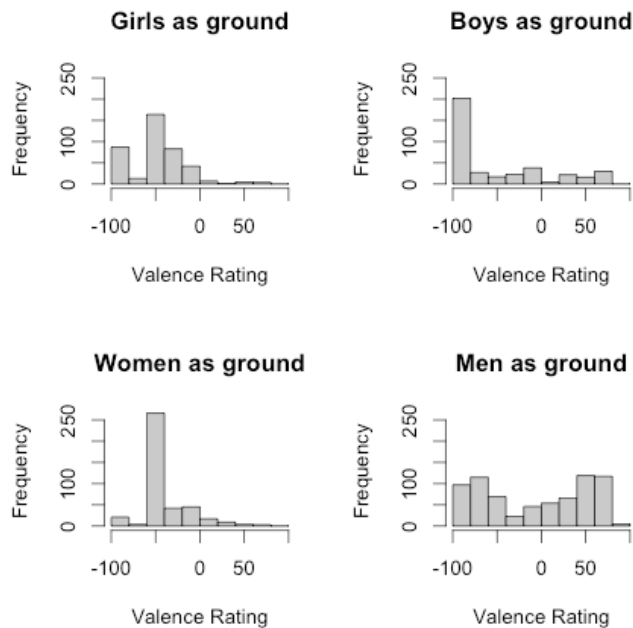 Girls as ground
Frequency
250
100
0
-100 0 50
Valence Rating
Boys as ground
Frequency
250
100
0
-100 0 50
Valence Rating
Women as ground
Frequency
250
100
0
-100 0 50
Valence Rating
Men as ground
Frequency
250
100
0
-100 0 50
Valence Rating